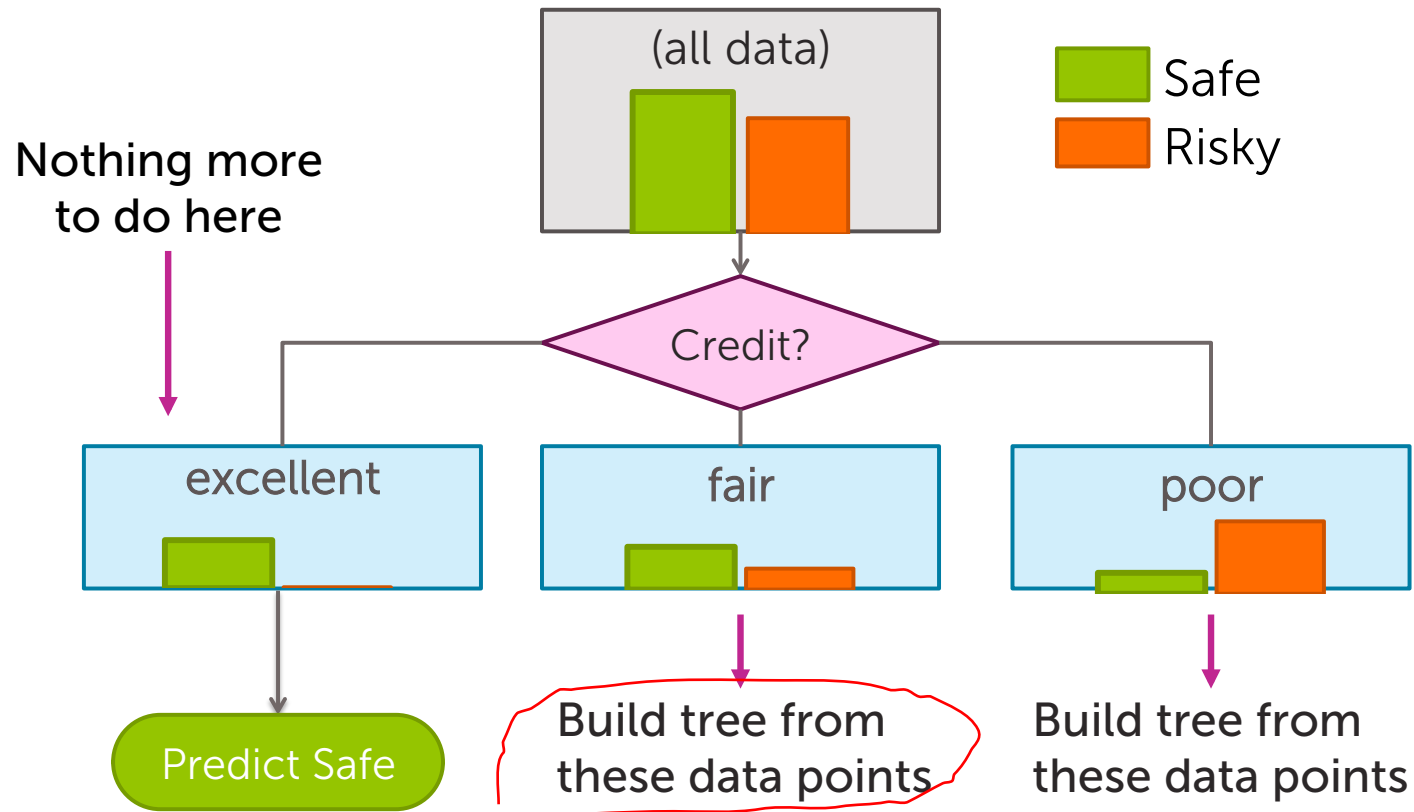 (all data)
Safe
Risky
Nothing more
to do here
Credit?
excellent
fair
poor
Predict Safe
Build tree from
these data points
Build tree from
these data points